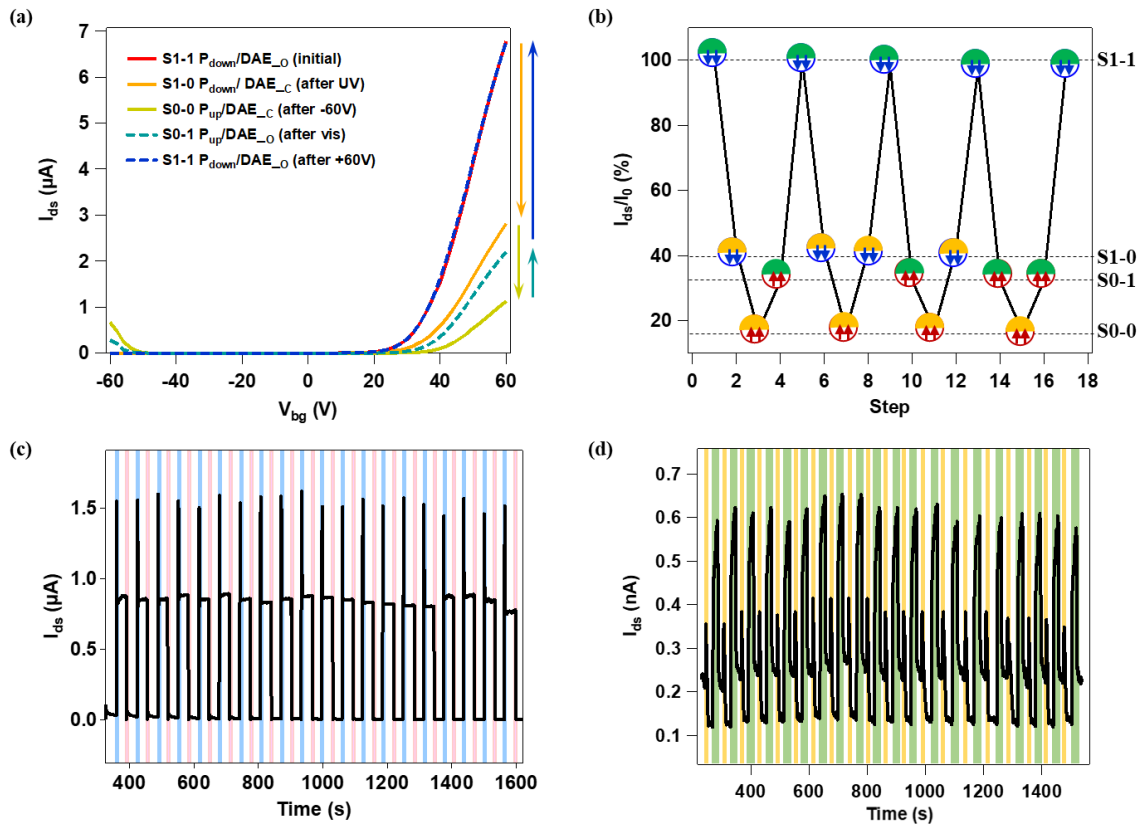 (a)
7
6
5
4
3
2
1
0
I_ds (µA)
S1-1 P_down/DAE_O (initial)
S1-0 P_down/ DAE_C (after UV)
S0-0 P_up/DAE_C (after -60V)
S0-1 P_up/DAE_O (after vis)
S1-1 P_down/DAE_O (after +60V)
-60 -40 -20 0 20 40 60
V_bg (V)
(b)
100
80
60
40
20
I_ds/I_0 (%)
S1-1
S1-0
S0-1
S0-0
0 2 4 6 8 10 12 14 16 18
Step
(c)
1.5
1.0
0.5
0.0
I_ds (µA)
400 600 800 1000 1200 1400 1600
Time (s)
(d)
0.7
0.6
0.5
0.4
0.3
0.2
0.1
I_ds (nA)
400 600 800 1000 1200 1400
Time (s)